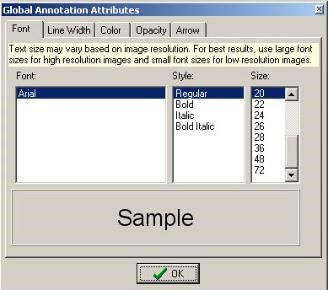 Global Annotation Attributes
Font Line Width Color Opacity Arrow
Text size may vary based on image resolution. For best results, use large font
sizes for high resolution images and small font sizes for low resolution images.
Font: Style: Size:
Arial Regular 20
Bold 22
Italic 24
Bold Italic 26
28
36
48
72
Sample
OK